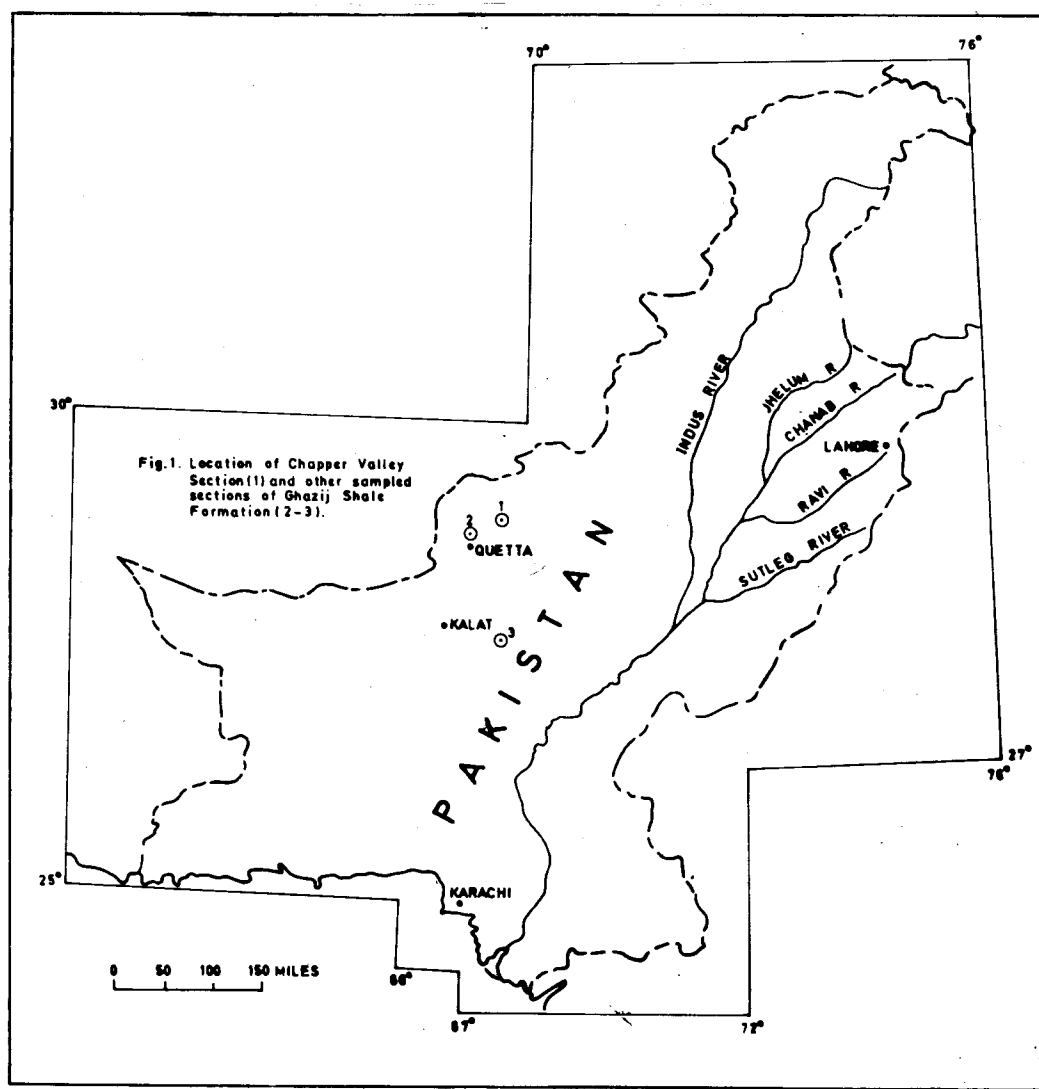 70°
76°
30°
Fig.1. Location of Chapper Valley
Section(1) and other sampled
sections of Ghazij Shale
Formation(2-3).
INDUS RIVER
JHELUM R
CHANAB R
LAHORE
RAVI R
SUTLEG RIVER
1
2
QUETTA
KALAT
3
PAKISTAN
27°
76°
25°
KARACHI
0 50 100 150 MILES
66°
67°
72°